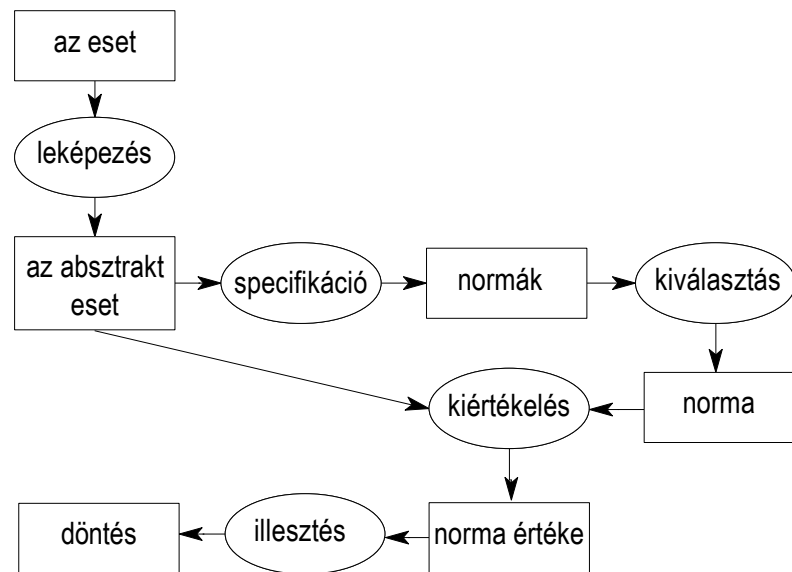 az eset
leképezés
az absztrakt
eset
specifikáció
normák
kiválasztás
kiértékelés
norma
döntés
illesztés
norma értéke